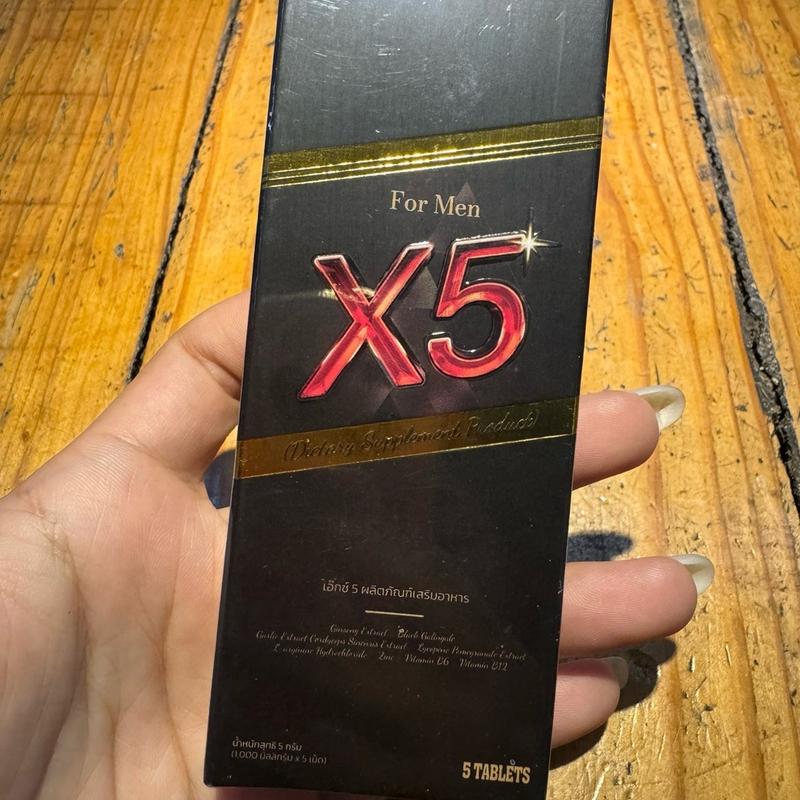 For Men
X5
(Dietary Supplement Product)
เอ็กซ์ 5 ผลิตภัณฑ์เสริมอาหาร
Ginseng Extract Black Galingale
Garlic Extract Cordyceps Sinensis Extract Lycopene Pomegranate Extract
L-arginine Hydrochloride Zinc Vitamin B6 Vitamin B12
น้ำหนักสุทธิ 5 กรัม
(1,000 มิลลิกรัม x 5 เม็ด)
5 TABLETS